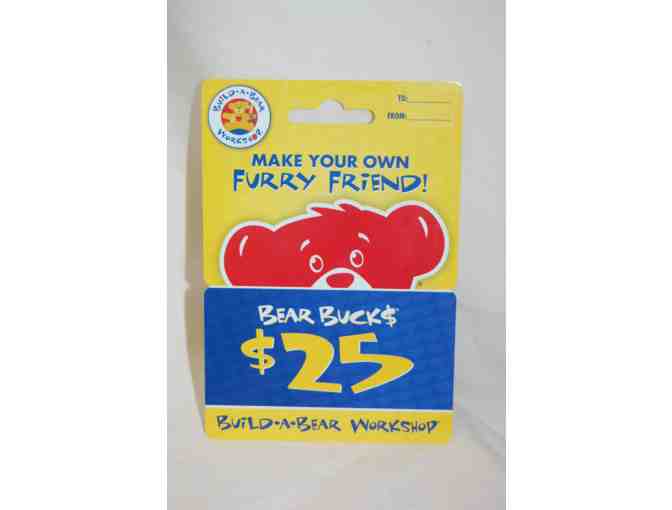 BUILD-A-BEAR
WORKSHOP
TO:
FROM:
MAKE YOUR OWN
FURRY FRiEND!
BEAR BUCK$
$25
BUiLD•A•BEAR WORKSHOP